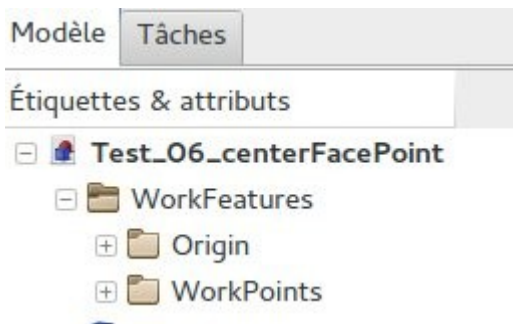 Modèle Tâches
Étiquettes & attributs
Test_06_centerFacePoint
WorkFeatures
Origin
WorkPoints